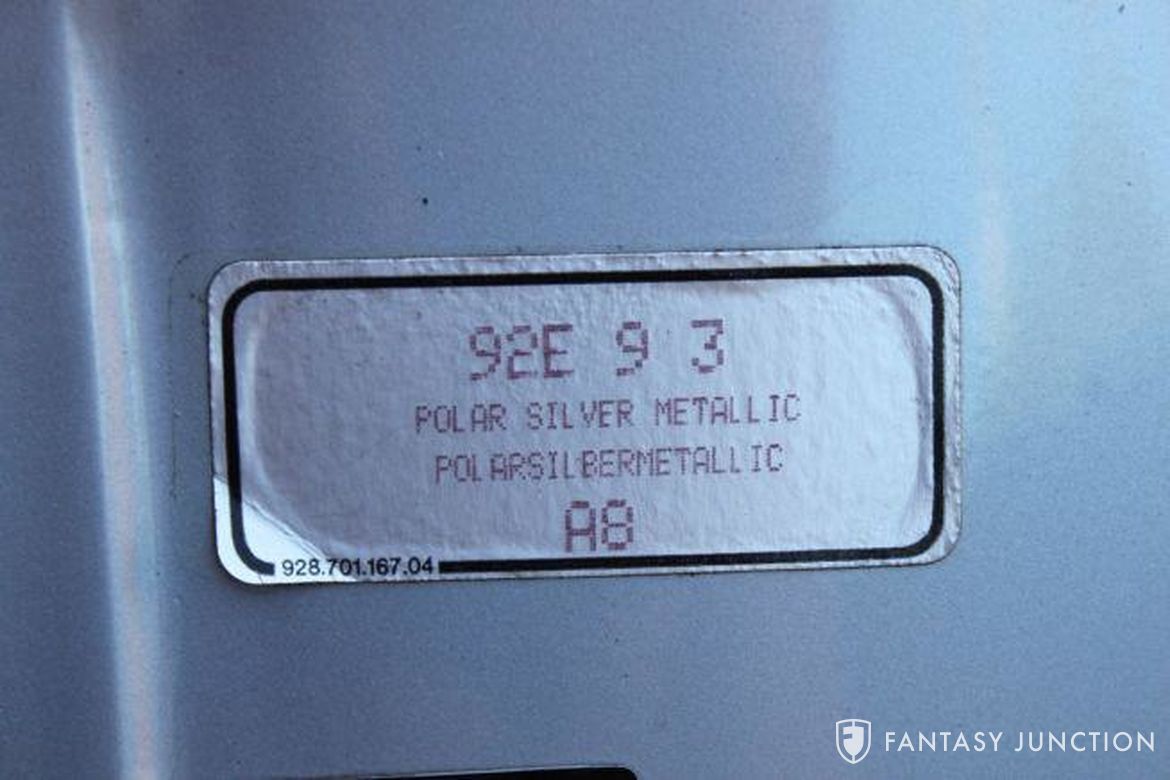 92E 9 3
POLAR SILVER METALLIC
POLARSILBERMETALLIC
A8
928.701.167.04
FANTASY JUNCTION